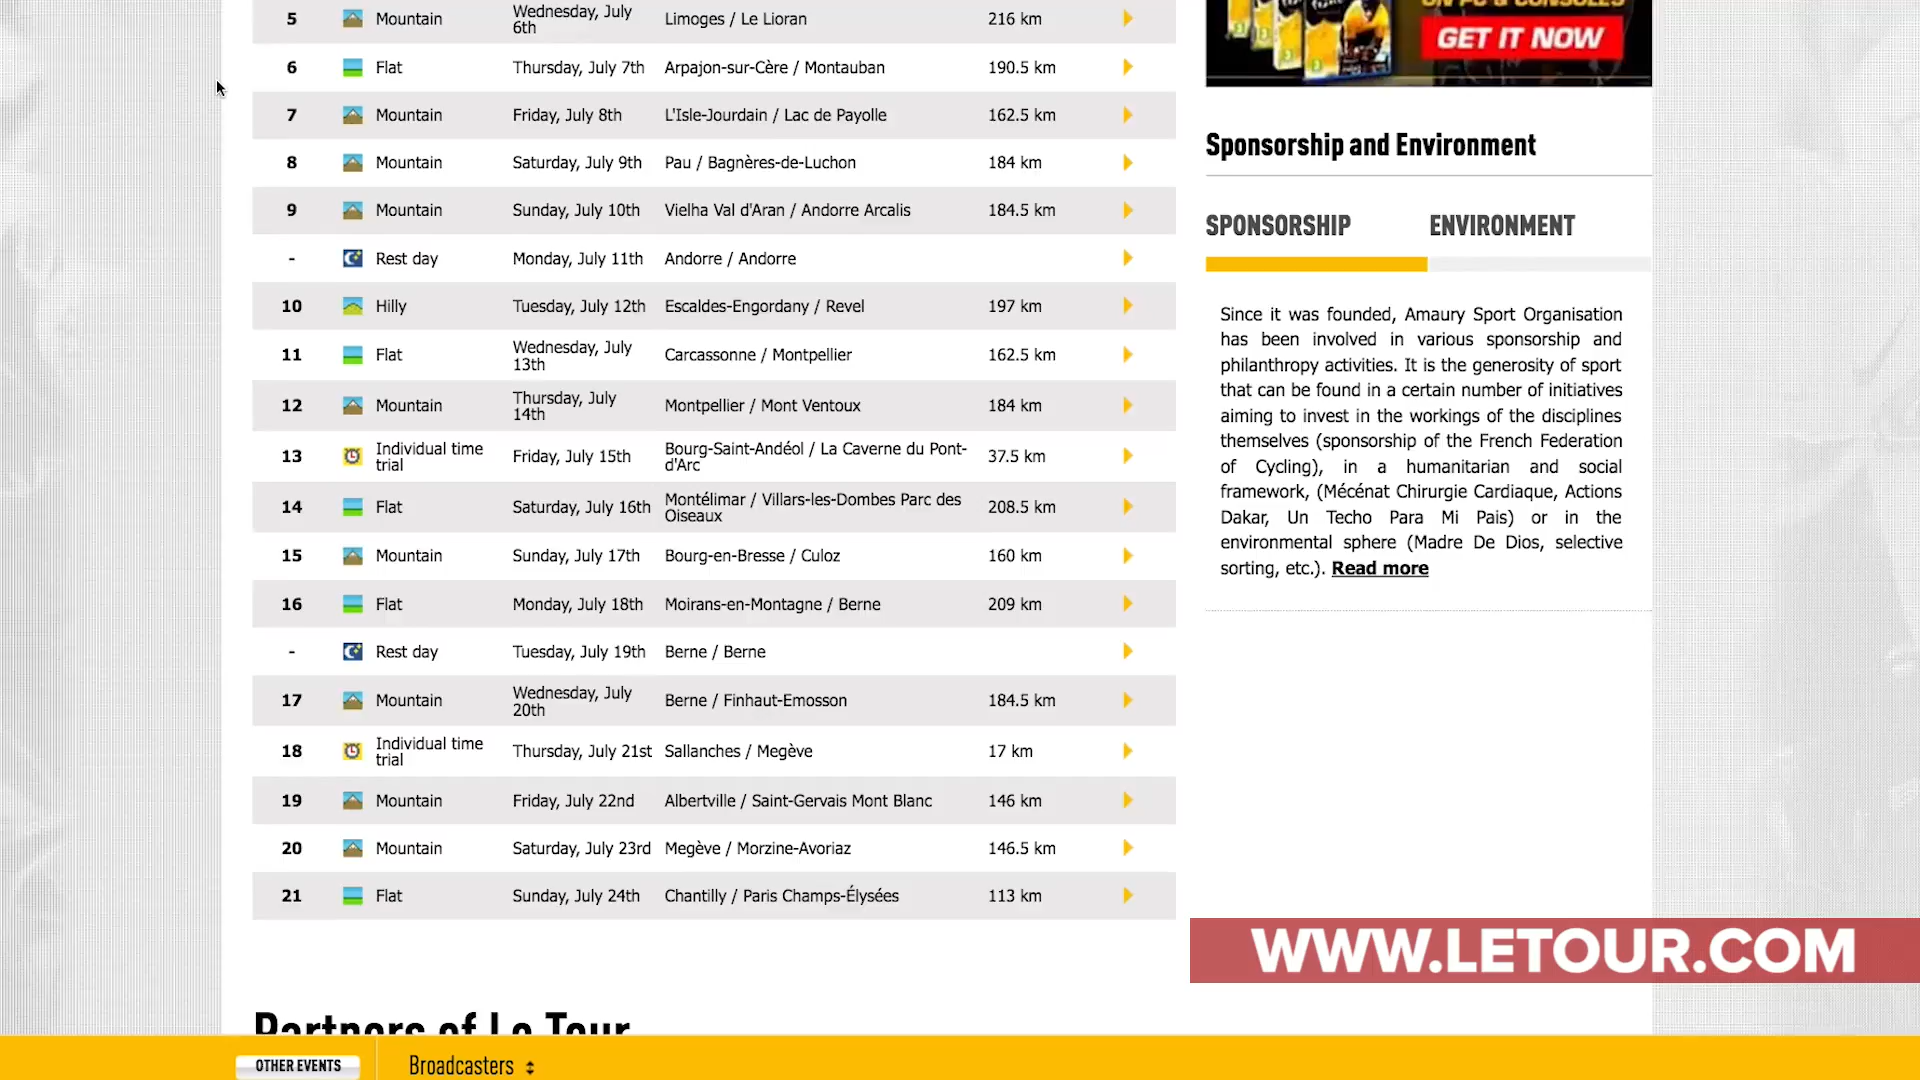 5 Mountain Wednesday, July 6th Limoges / Le Lioran 216 km
6 Flat Thursday, July 7th Arpajon-sur-Cère / Montauban 190.5 km
7 Mountain Friday, July 8th L'Isle-Jourdain / Lac de Payolle 162.5 km
8 Mountain Saturday, July 9th Pau / Bagnères-de-Luchon 184 km
9 Mountain Sunday, July 10th Vielha Val d'Aran / Andorre Arcalis 184.5 km
- Rest day Monday, July 11th Andorre / Andorre
10 Hilly Tuesday, July 12th Escaldes-Engordany / Revel 197 km
11 Flat Wednesday, July 13th Carcassonne / Montpellier 162.5 km
12 Mountain Thursday, July 14th Montpellier / Mont Ventoux 184 km
13 Individual time trial Friday, July 15th Bourg-Saint-Andéol / La Caverne du Pont-d'Arc 37.5 km
14 Flat Saturday, July 16th Montélimar / Villars-les-Dombes Parc des Oiseaux 208.5 km
15 Mountain Sunday, July 17th Bourg-en-Bresse / Culoz 160 km
16 Flat Monday, July 18th Moirans-en-Montagne / Berne 209 km
- Rest day Tuesday, July 19th Berne / Berne
17 Mountain Wednesday, July 20th Berne / Finhaut-Emosson 184.5 km
18 Individual time trial Thursday, July 21st Sallanches / Megève 17 km
19 Mountain Friday, July 22nd Albertville / Saint-Gervais Mont Blanc 146 km
20 Mountain Saturday, July 23rd Megève / Morzine-Avoriaz 146.5 km
21 Flat Sunday, July 24th Chantilly / Paris Champs-Élysées 113 km
ON PC & CONSOLES
GET IT NOW
Sponsorship and Environment
SPONSORSHIP ENVIRONMENT
Since it was founded, Amaury Sport Organisation
has been involved in various sponsorship and
philanthropy activities. It is the generosity of sport
that can be found in a certain number of initiatives
aiming to invest in the workings of the disciplines
themselves (sponsorship of the French Federation
of Cycling), in a humanitarian and social
framework, (Mécénat Chirurgie Cardiaque, Actions
Dakar, Un Techo Para Mi Pais) or in the
environmental sphere (Madre De Dios, selective
sorting, etc.). Read more
WWW.LETOUR.COM
Partners of Le Tour
OTHER EVENTS Broadcasters